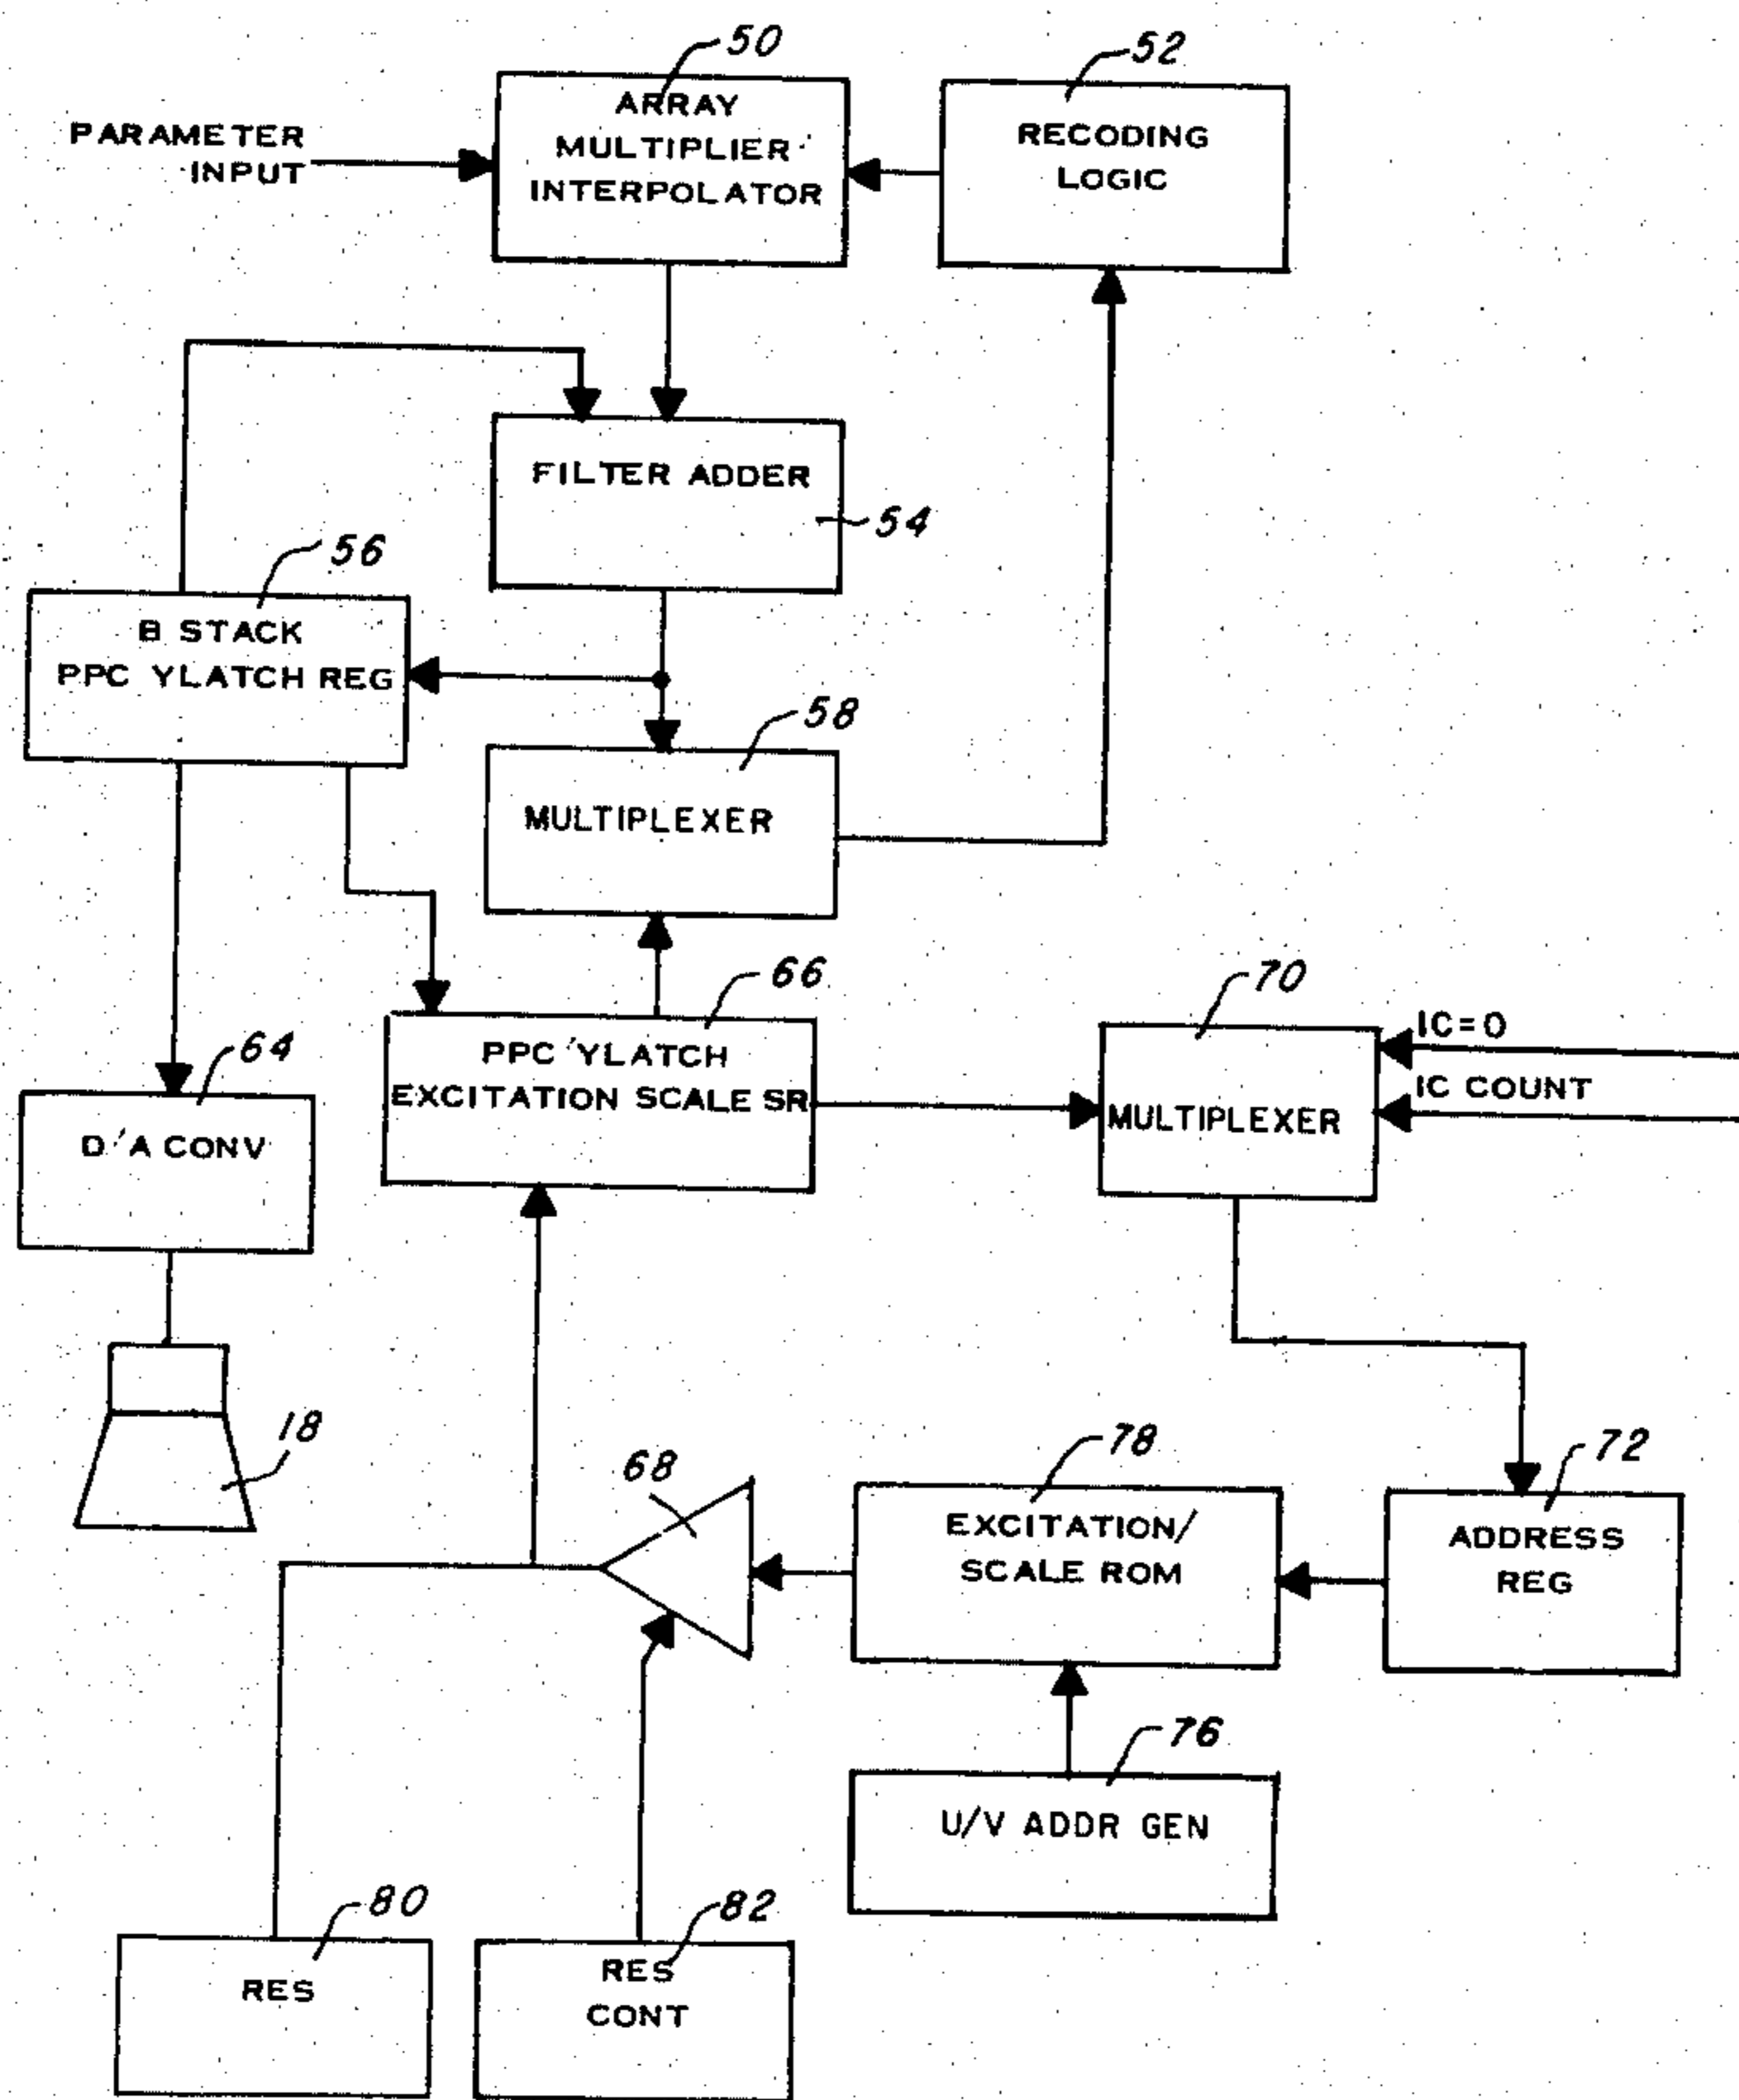 50
52
ARRAY
MULTIPLIER
INTERPOLATOR
RECODING
LOGIC
PARAMETER
INPUT
FILTER ADDER
54
56
B STACK
PPC YLATCH REG
58
MULTIPLEXER
66
70
PPC YLATCH
EXCITATION SCALE SR
IC=0
IC COUNT
MULTIPLEXER
64
D/A CONV
18
68
78
72
EXCITATION/
SCALE ROM
ADDRESS
REG
76
U/V ADDR GEN
80
82
RES
RES
CONT